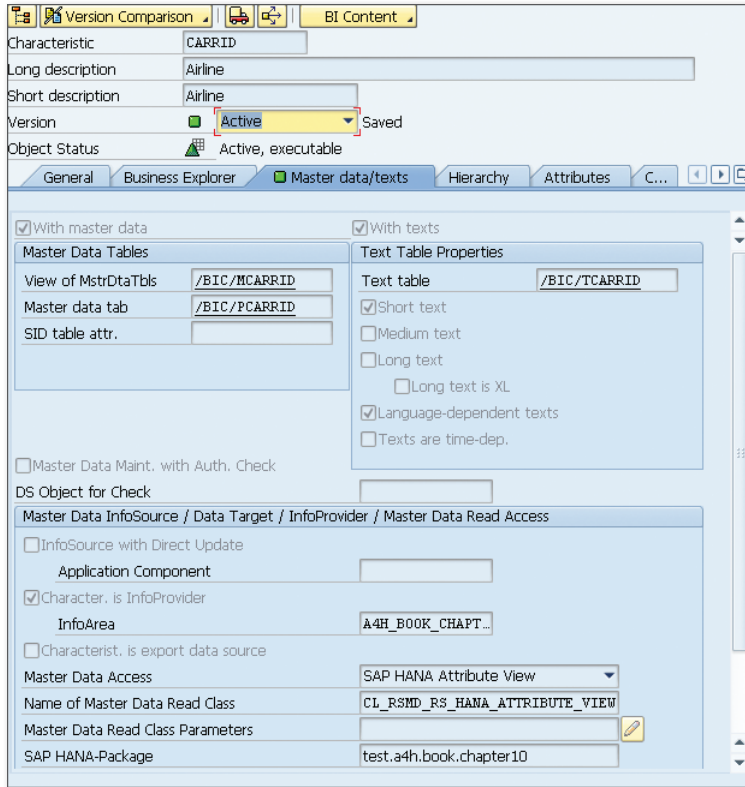 Version Comparison BI Content
Characteristic CARRID
Long description Airline
Short description Airline
Version Active Saved
Object Status Active, executable
General Business Explorer Master data/texts Hierarchy Attributes C...
With master data With texts
Master Data Tables Text Table Properties
View of MstrDtaTbls /BIC/MCARRID Text table /BIC/TCARRID
Master data tab /BIC/PCARRID Short text
SID table attr. Medium text
Long text
Long text is XL
Language-dependent texts
Texts are time-dep.
Master Data Maint. with Auth. Check
DS Object for Check
Master Data InfoSource / Data Target / InfoProvider / Master Data Read Access
InfoSource with Direct Update
Application Component
Character. is InfoProvider
InfoArea A4H_BOOK_CHAPT...
Characterist. is export data source
Master Data Access SAP HANA Attribute View
Name of Master Data Read Class CL_RSMD_RS_HANA_ATTRIBUTE_VIEW
Master Data Read Class Parameters
SAP HANA-Package test.a4h.book.chapter10